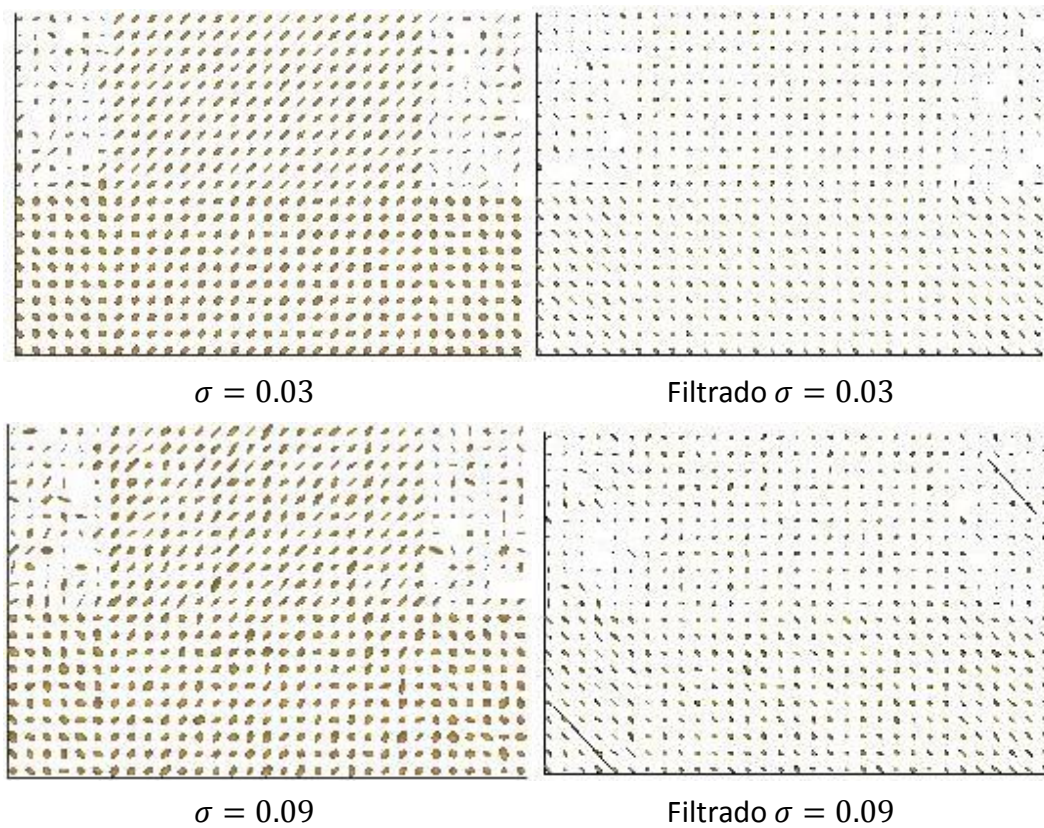 σ = 0.03
Filtrado σ = 0.03
σ = 0.09
Filtrado σ = 0.09